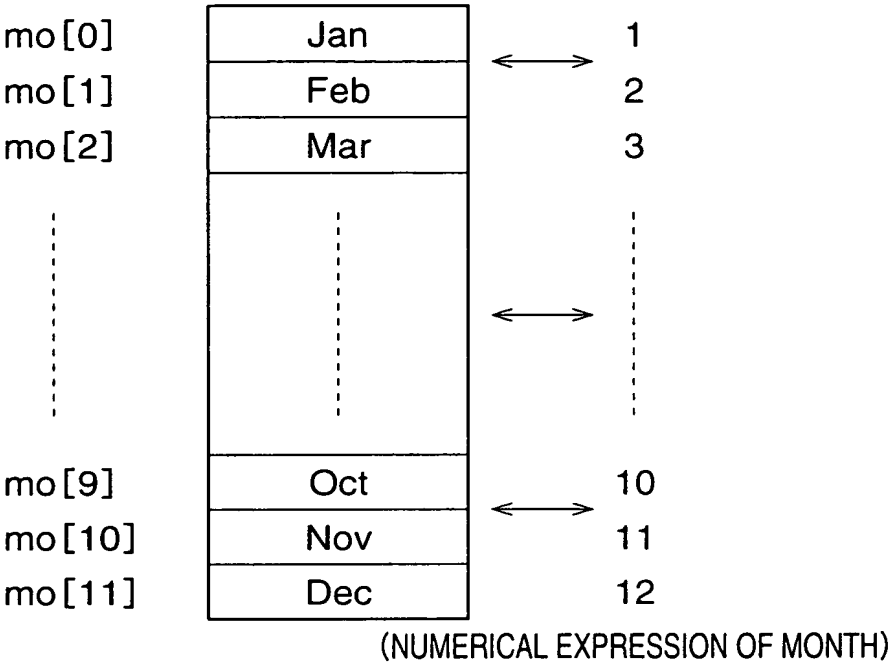 mo[0] Jan 1
mo[1] Feb 2
mo[2] Mar 3
mo[9] Oct 10
mo[10] Nov 11
mo[11] Dec 12
(NUMERICAL EXPRESSION OF MONTH)